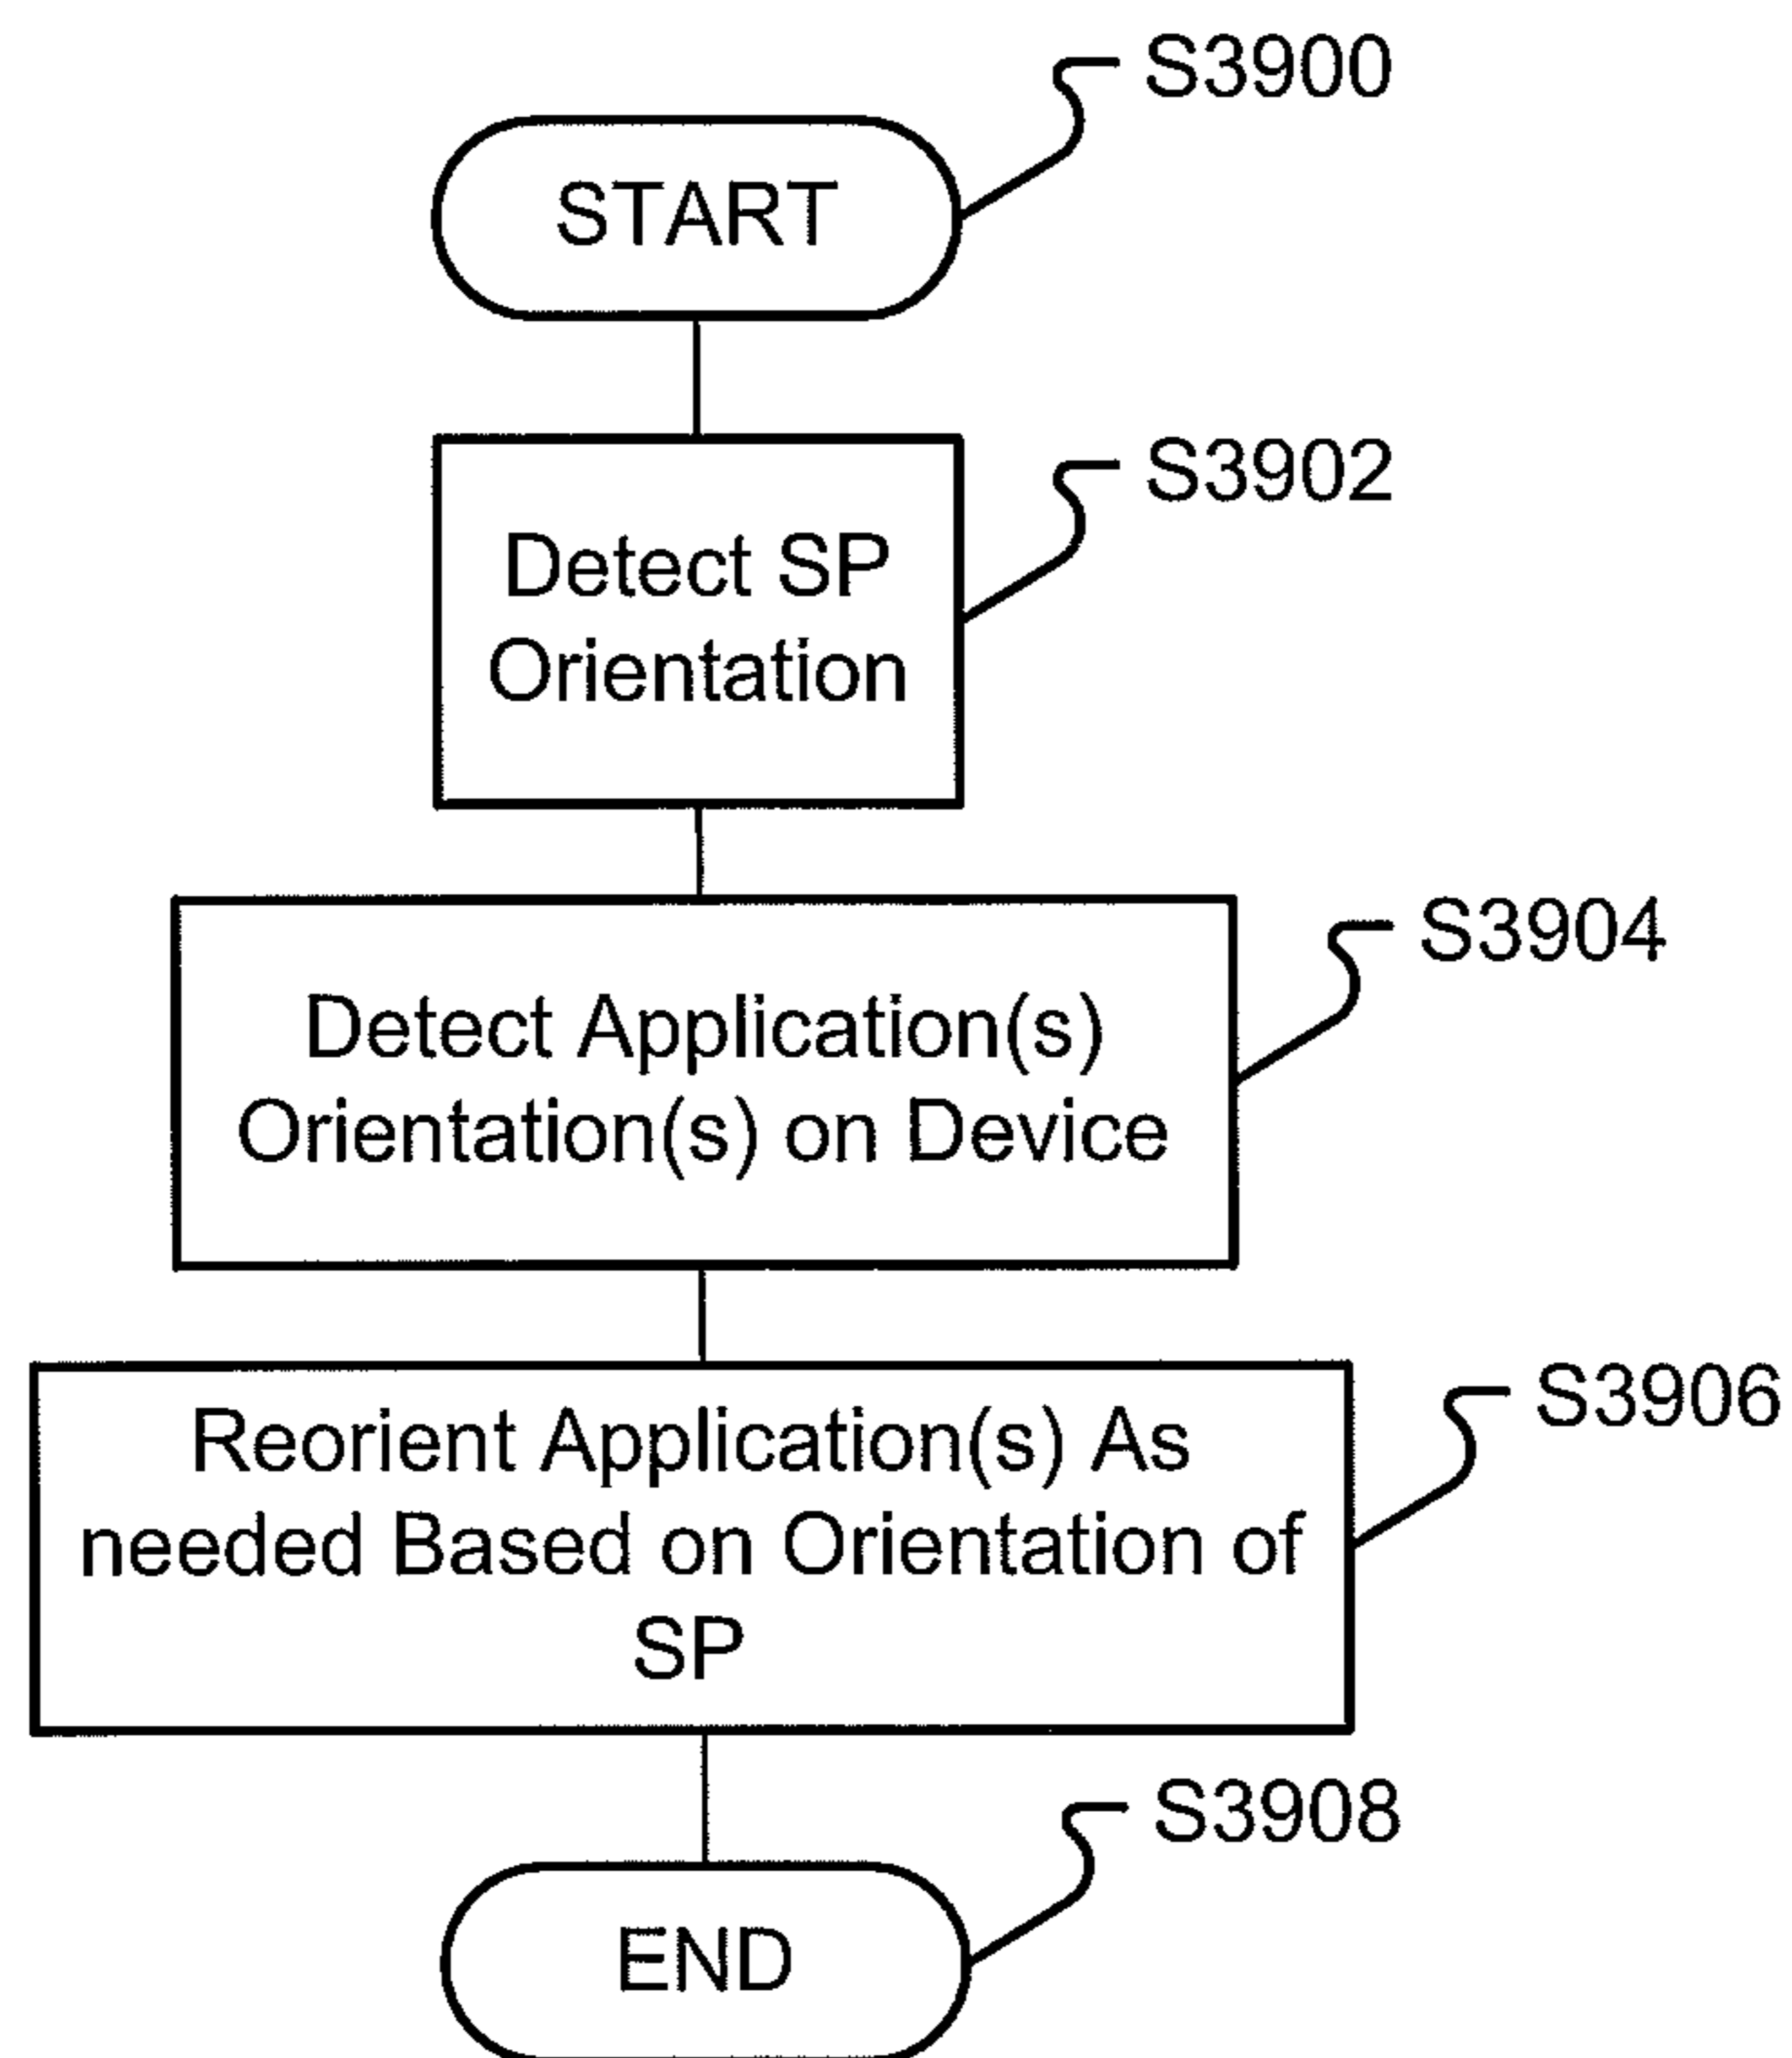 S3900
START
S3902
Detect SP
Orientation
S3904
Detect Application(s)
Orientation(s) on Device
S3906
Reorient Application(s) As
needed Based on Orientation of
SP
S3908
END